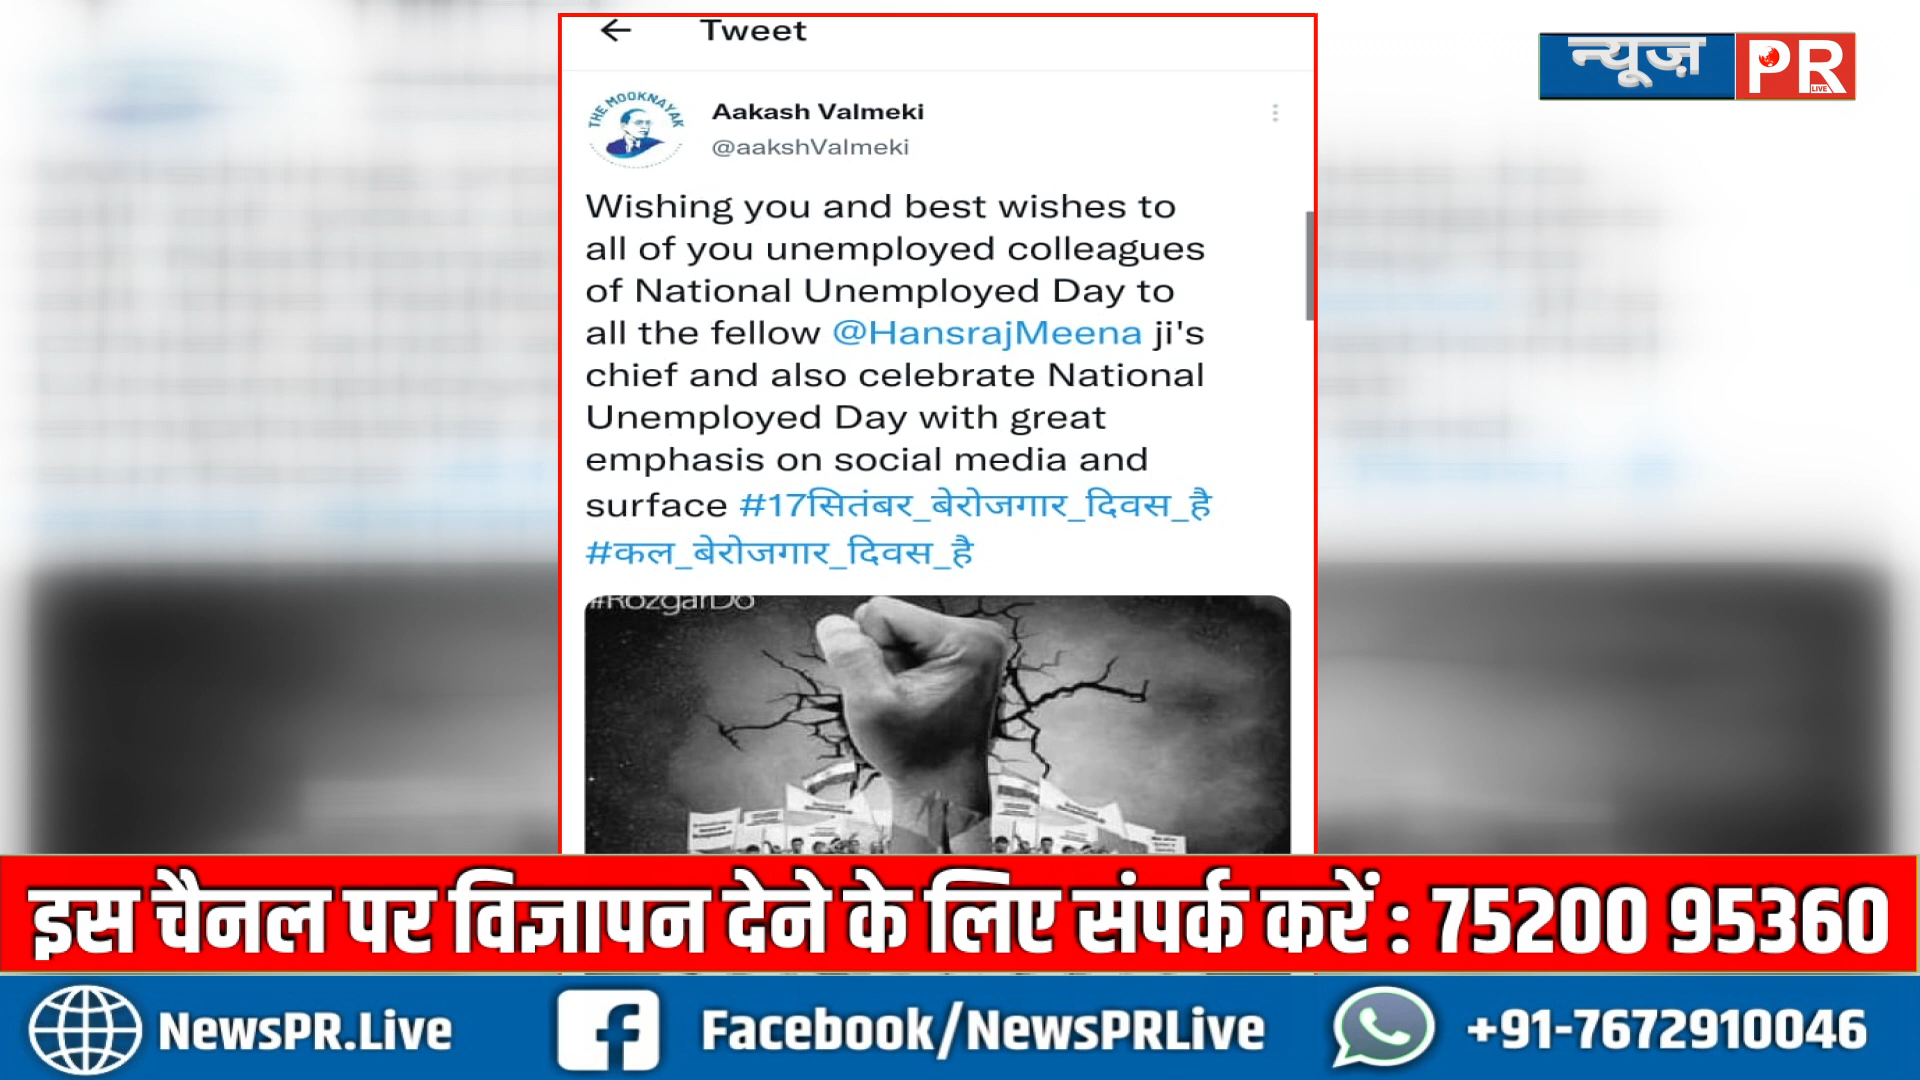 Tweet
न्यूज़ PR
LIVE
THE MOOKNAYAK
Aakash Valmeki
@aakshValmeki
Wishing you and best wishes to
all of you unemployed colleagues
of National Unemployed Day to
all the fellow @HansrajMeena ji's
chief and also celebrate National
Unemployed Day with great
emphasis on social media and
surface #17सितंबर_बेरोजगार_दिवस_है
#कल_बेरोजगार_दिवस_है
#RozgarDo
इस चैनल पर विज्ञापन देने के लिए संपर्क करें : 75200 95360
NewsPR.Live
Facebook/NewsPRLive
+91-7672910046